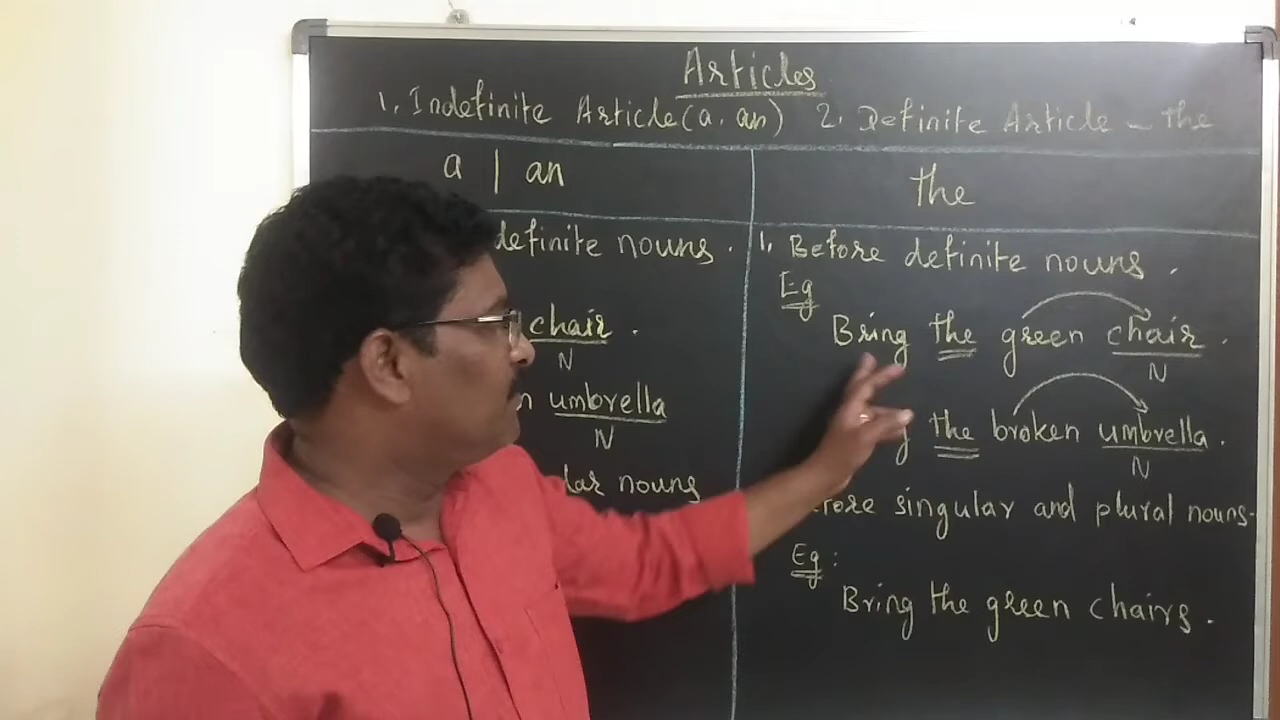 Articles
1. Indefinite Article (a, an) 2. Definite Article - the
a | an
the
definite nouns.
chair.
N
umbrella
N
nouns
1. Before definite nouns.
Eg
Bring the green chair.
N
the broken umbrella.
N
singular and plural nouns.
Eg:
Bring the green chairs.